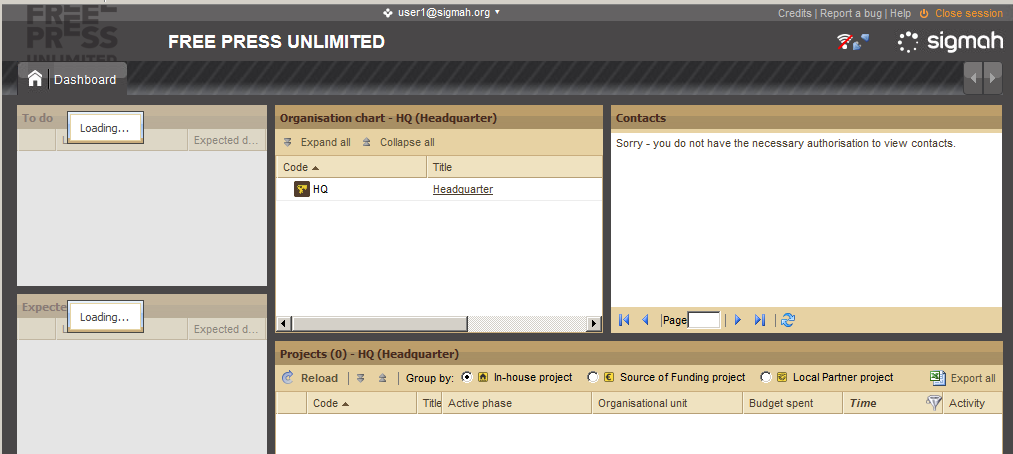 FREE PRESS UNLIMITED
user1@sigmah.org
Credits | Report a bug | Help
Close session
FREE PRESS UNLIMITED
sigmah
Dashboard
To do
Loading...
Expected d...
Organisation chart - HQ (Headquarter)
Expand all
Collapse all
Code
Title
HQ
Headquarter
Contacts
Sorry - you do not have the necessary authorisation to view contacts.
Page
Expecte
Loading...
Expected d...
Projects (0) - HQ (Headquarter)
Reload
Group by:
In-house project
Source of Funding project
Local Partner project
Export all
Code
Title
Active phase
Organisational unit
Budget spent
Time
Activity